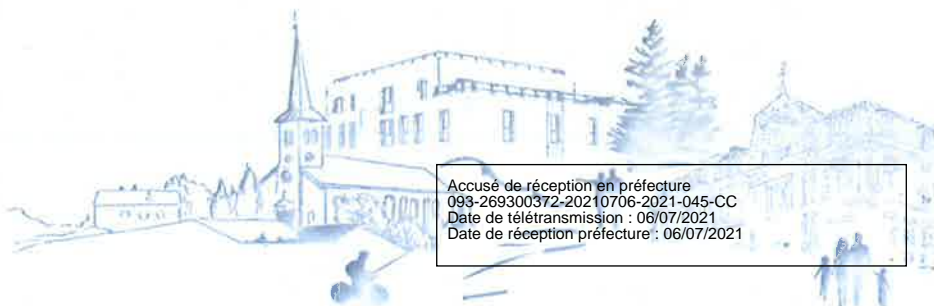 Accusé de réception en préfecture
093-269300372-20210706-2021-045-CC
Date de télétransmission : 06/07/2021
Date de réception préfecture : 06/07/2021